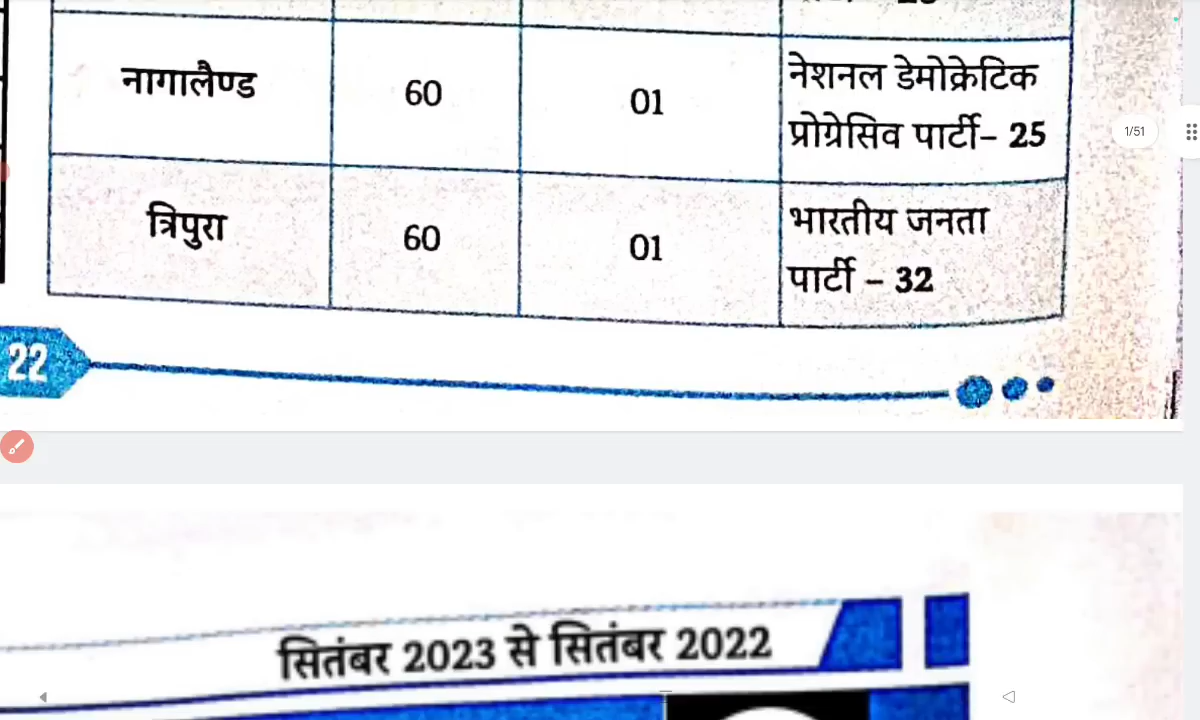 नागालैण्ड 60 01 नेशनल डेमोक्रेटिक
प्रोग्रेसिव पार्टी– 25
त्रिपुरा 60 01 भारतीय जनता
पार्टी – 32
1/51
22
सितंबर 2023 से सितंबर 2022